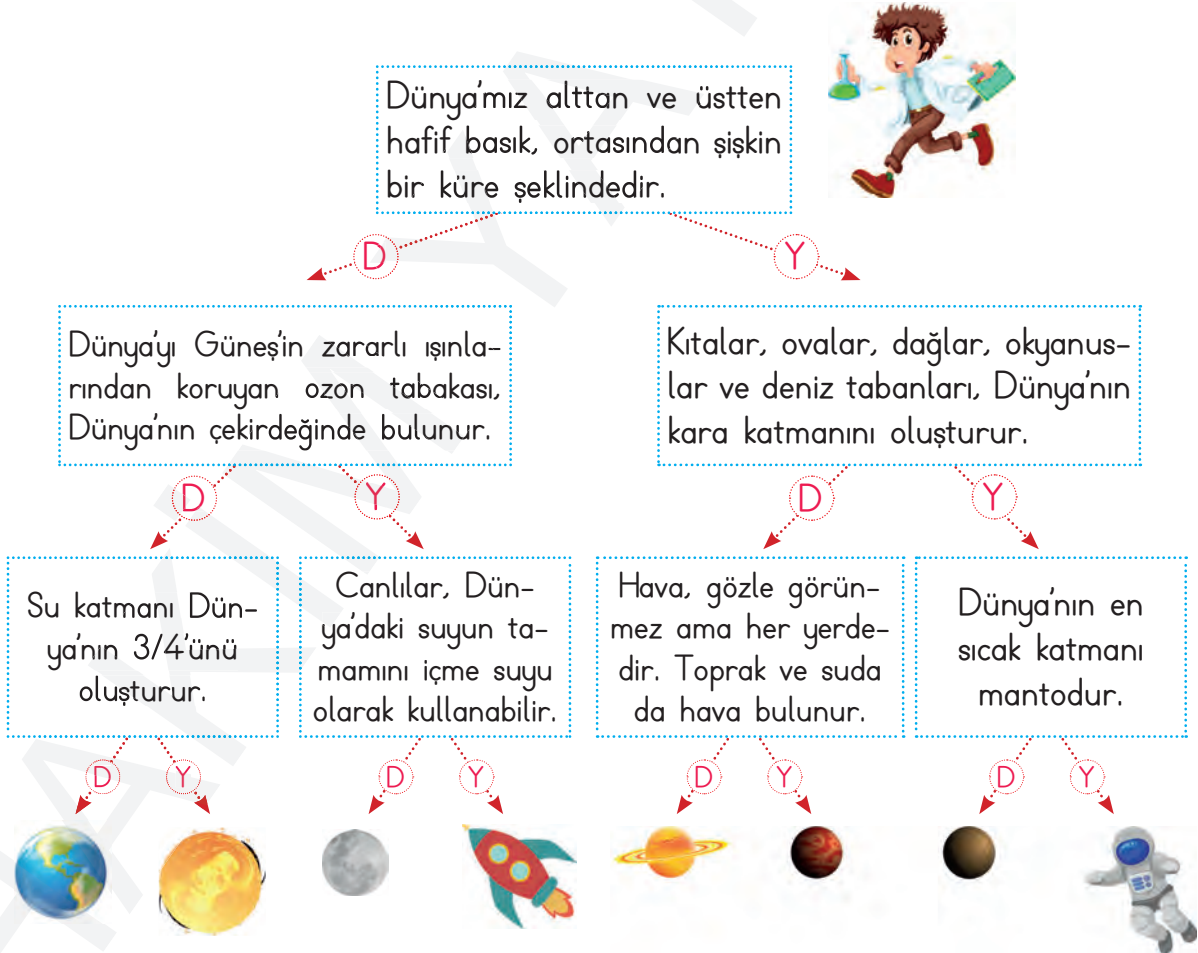 Dünya'mız alttan ve üstten
hafif basık, ortasından şişkin
bir küre şeklindedir.
D
Y
Dünya'yı Güneş'in zararlı ışınla-
rından koruyan ozon tabakası,
Dünya'nın çekirdeğinde bulunur.
Kıtalar, ovalar, dağlar, okyanus-
lar ve deniz tabanları, Dünya'nın
kara katmanını oluşturur.
D
Y
D
Y
Su katmanı Dün-
ya'nın 3/4'ünü
oluşturur.
Canlılar, Dün-
ya'daki suyun ta-
mamını içme suyu
olarak kullanabilir.
Hava, gözle görün-
mez ama her yerde-
dir. Toprak ve suda
da hava bulunur.
Dünya'nın en
sıcak katmanı
mantodur.
D
Y
D
Y
D
Y
D
Y